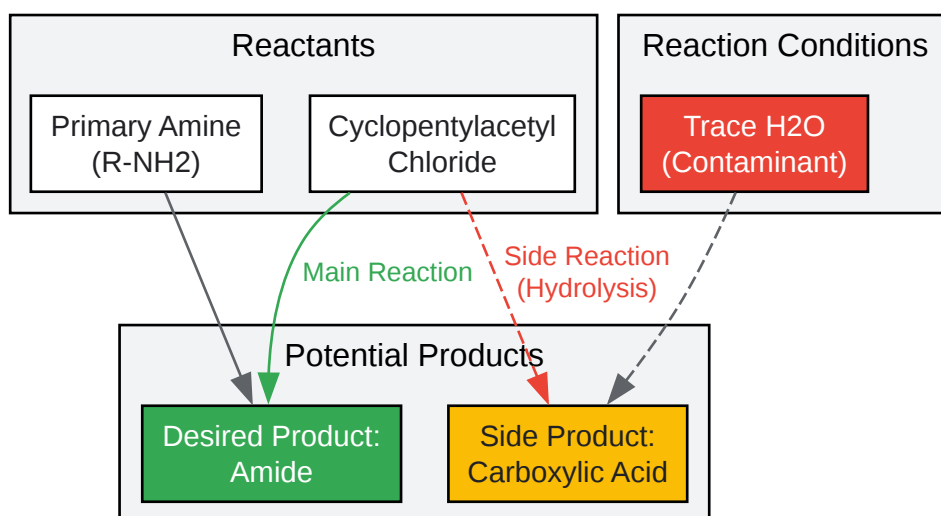 Reactants
Reaction Conditions
Primary Amine
(R-NH2)
Cyclopentylacetyl
Chloride
Trace H2O
(Contaminant)
Main Reaction
Side Reaction
(Hydrolysis)
Potential Products
Desired Product:
Amide
Side Product:
Carboxylic Acid